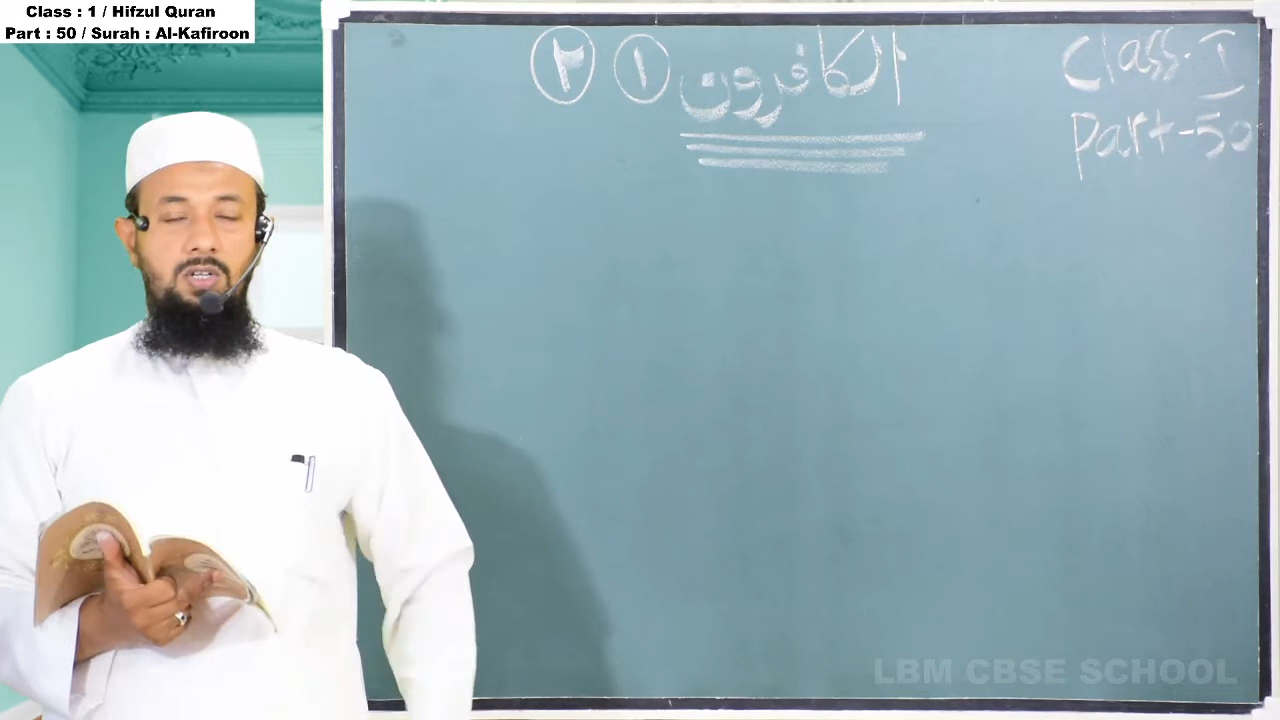 Class : 1 / Hifzul Quran
Part : 50 / Surah : Al-Kafiroon
الكافرون ١ ٢
Class-I
Part-50
LBM CBSE SCHOOL